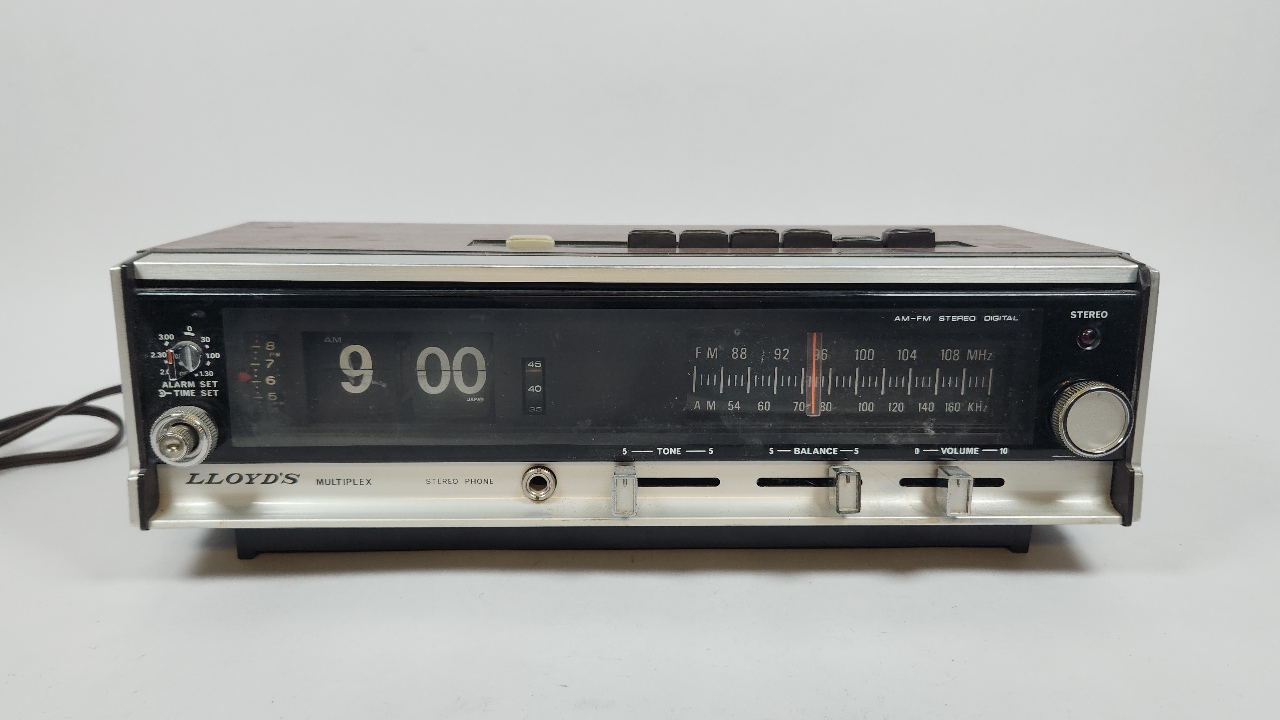 AM-FM STEREO DIGITAL
STEREO
0
3.00 30
2.30 1.00
1.30
ALARM SET
TIME SET
8
PM
7
6
5
AM
9 00
JAPAN
45
40
35
FM 88 92 96 100 104 108 MHz
AM 54 60 70 80 100 120 140 160 KHz
5 TONE 5
5 BALANCE 5
0 VOLUME 10
LLOYD'S MULTIPLEX STEREO PHONE